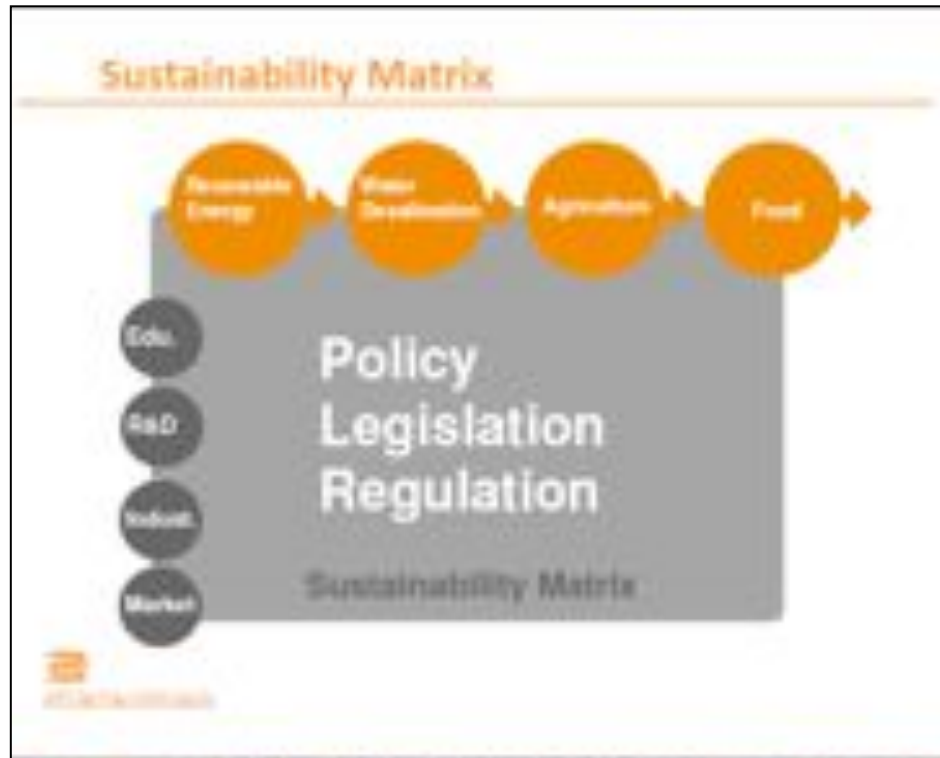 Sustainability Matrix
Renewable
Energy
Water
Desalination
Agriculture
Food
Edu.
R&D
Indust.
Market
Policy
Legislation
Regulation
Sustainability Matrix